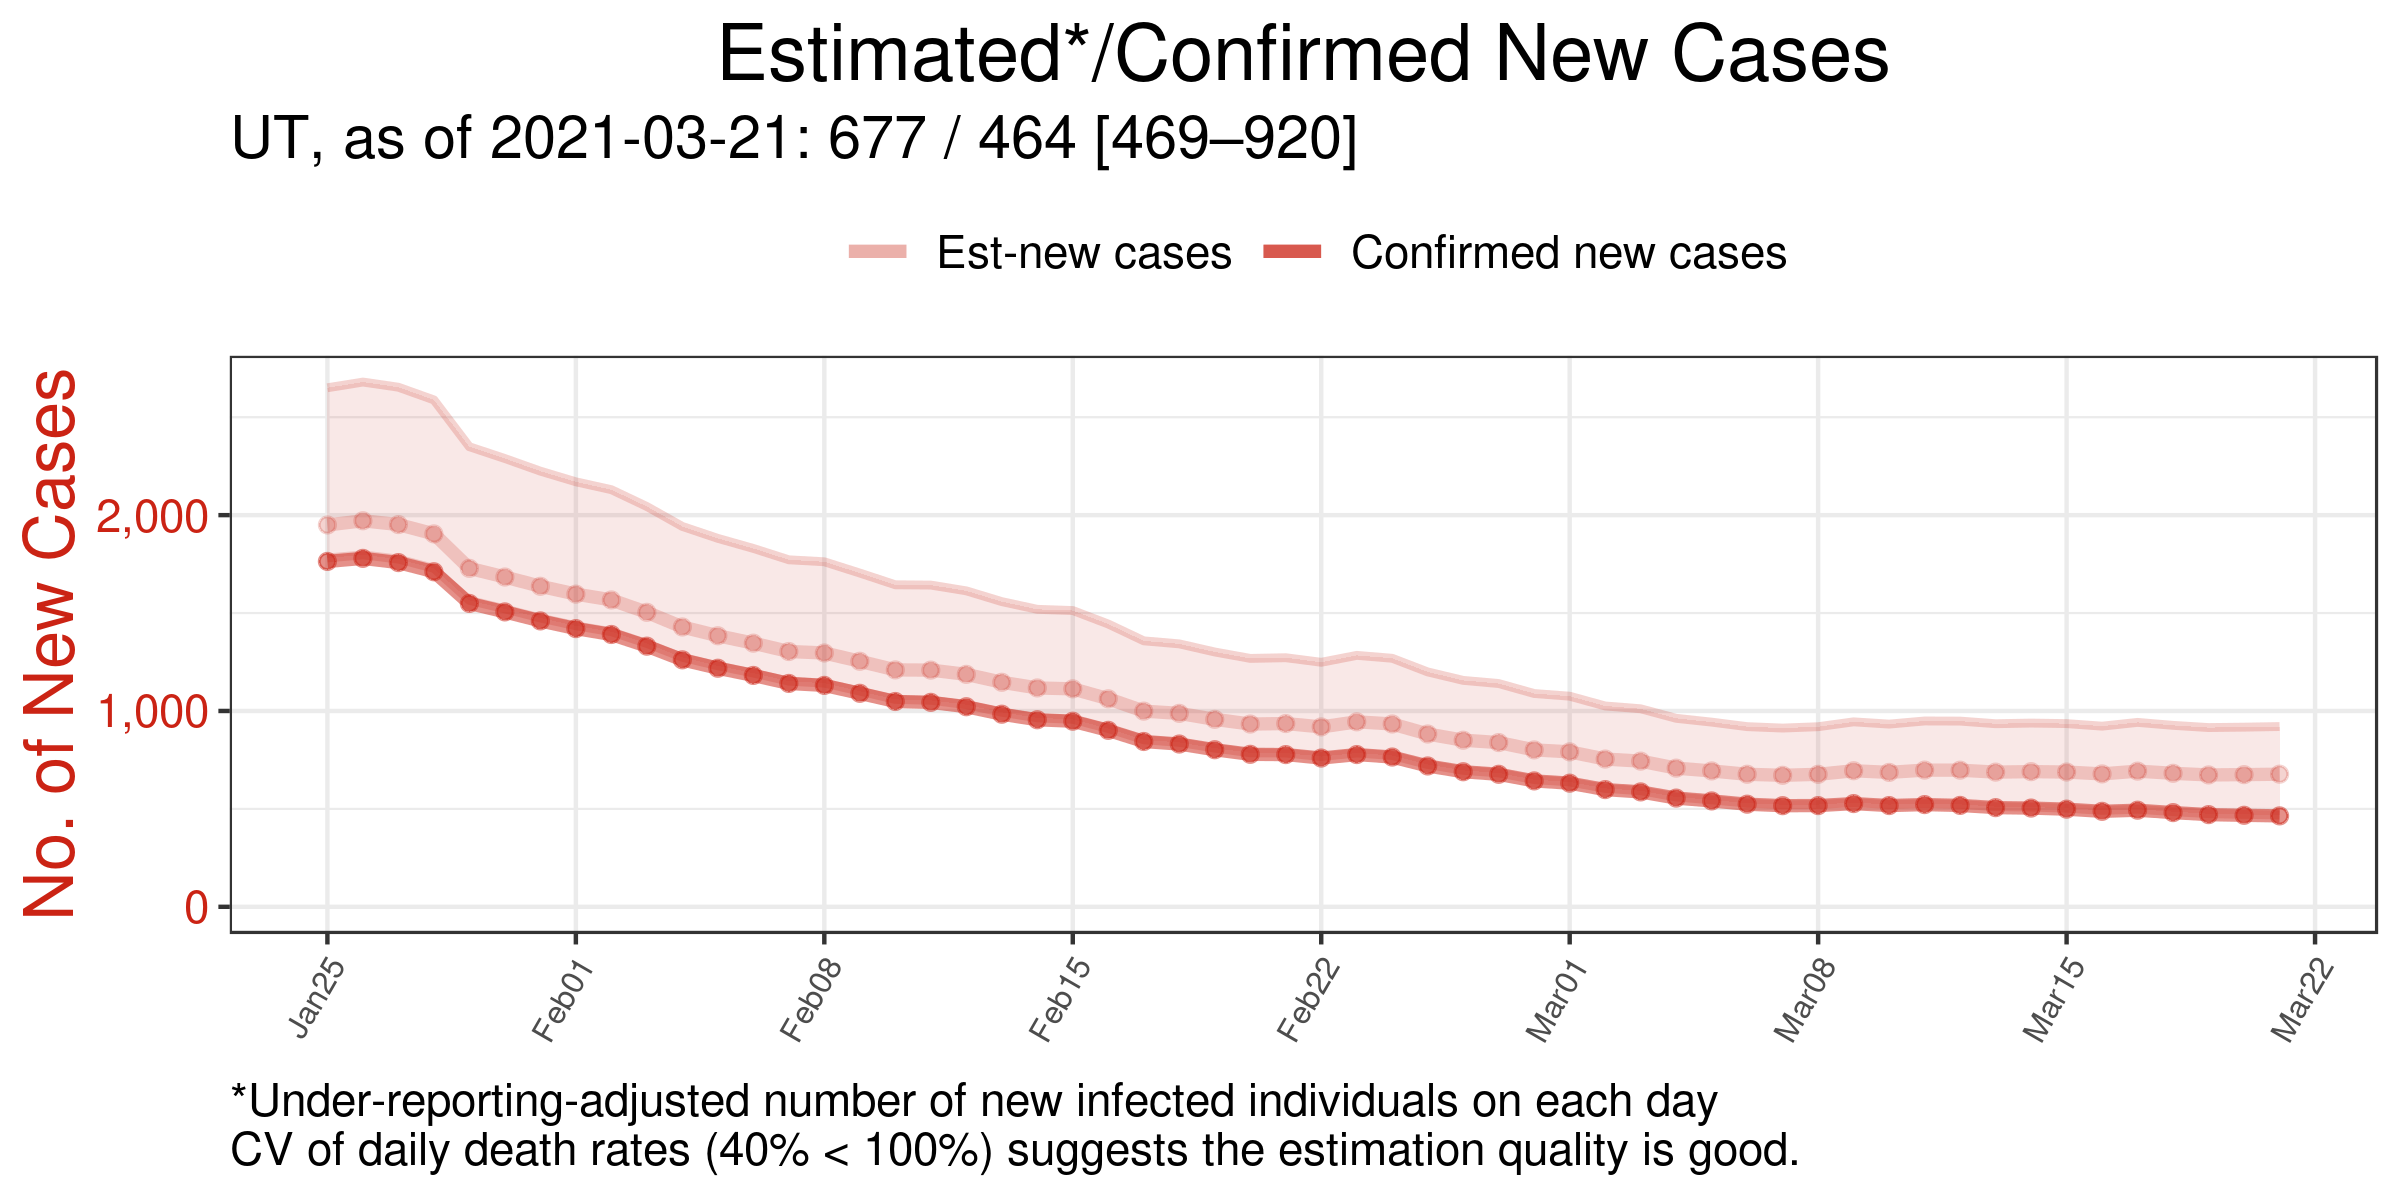 Estimated*/Confirmed New Cases
UT, as of 2021-03-21: 677 / 464 [469–920]
Est-new cases
Confirmed new cases
No. of New Cases
2,000
1,000
0
Jan25
Feb01
Feb08
Feb15
Feb22
Mar01
Mar08
Mar15
Mar22
*Under-reporting-adjusted number of new infected individuals on each day
CV of daily death rates (40% < 100%) suggests the estimation quality is good.